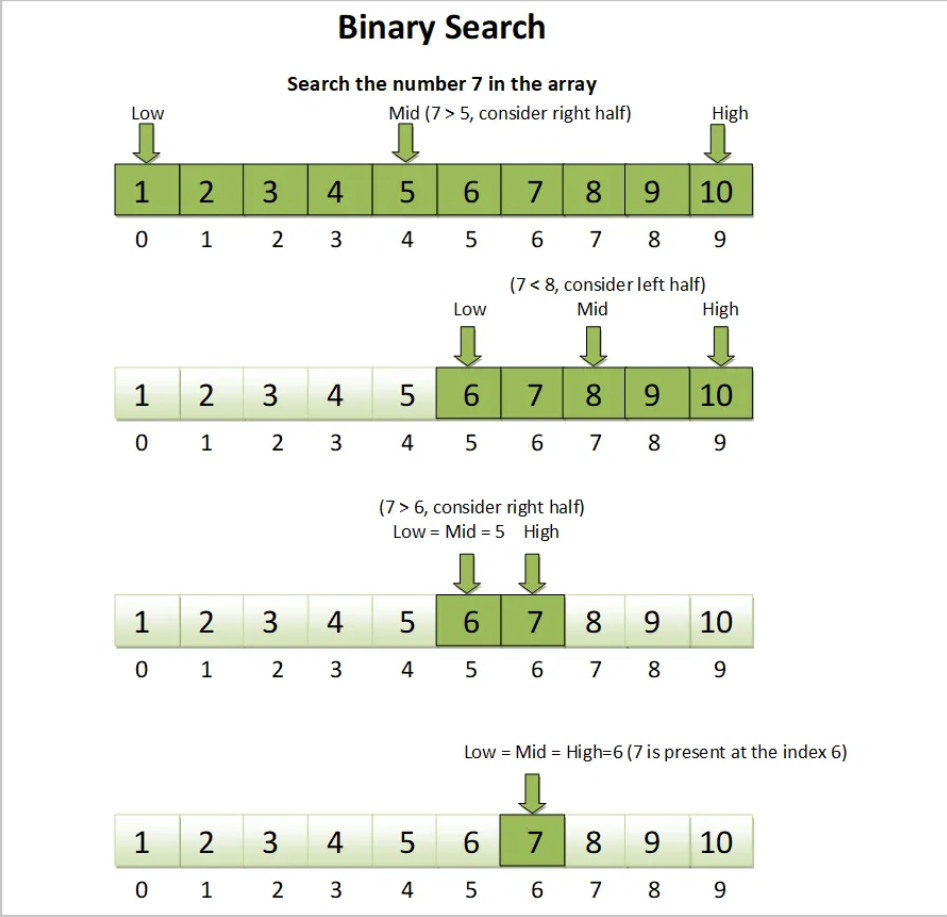 Binary Search
Search the number 7 in the array
Low Mid (7 > 5, consider right half) High
1 2 3 4 5 6 7 8 9 10
0 1 2 3 4 5 6 7 8 9
(7 < 8, consider left half)
Low Mid High
1 2 3 4 5 6 7 8 9 10
0 1 2 3 4 5 6 7 8 9
(7 > 6, consider right half)
Low = Mid = 5 High
1 2 3 4 5 6 7 8 9 10
0 1 2 3 4 5 6 7 8 9
Low = Mid = High=6 (7 is present at the index 6)
1 2 3 4 5 6 7 8 9 10
0 1 2 3 4 5 6 7 8 9